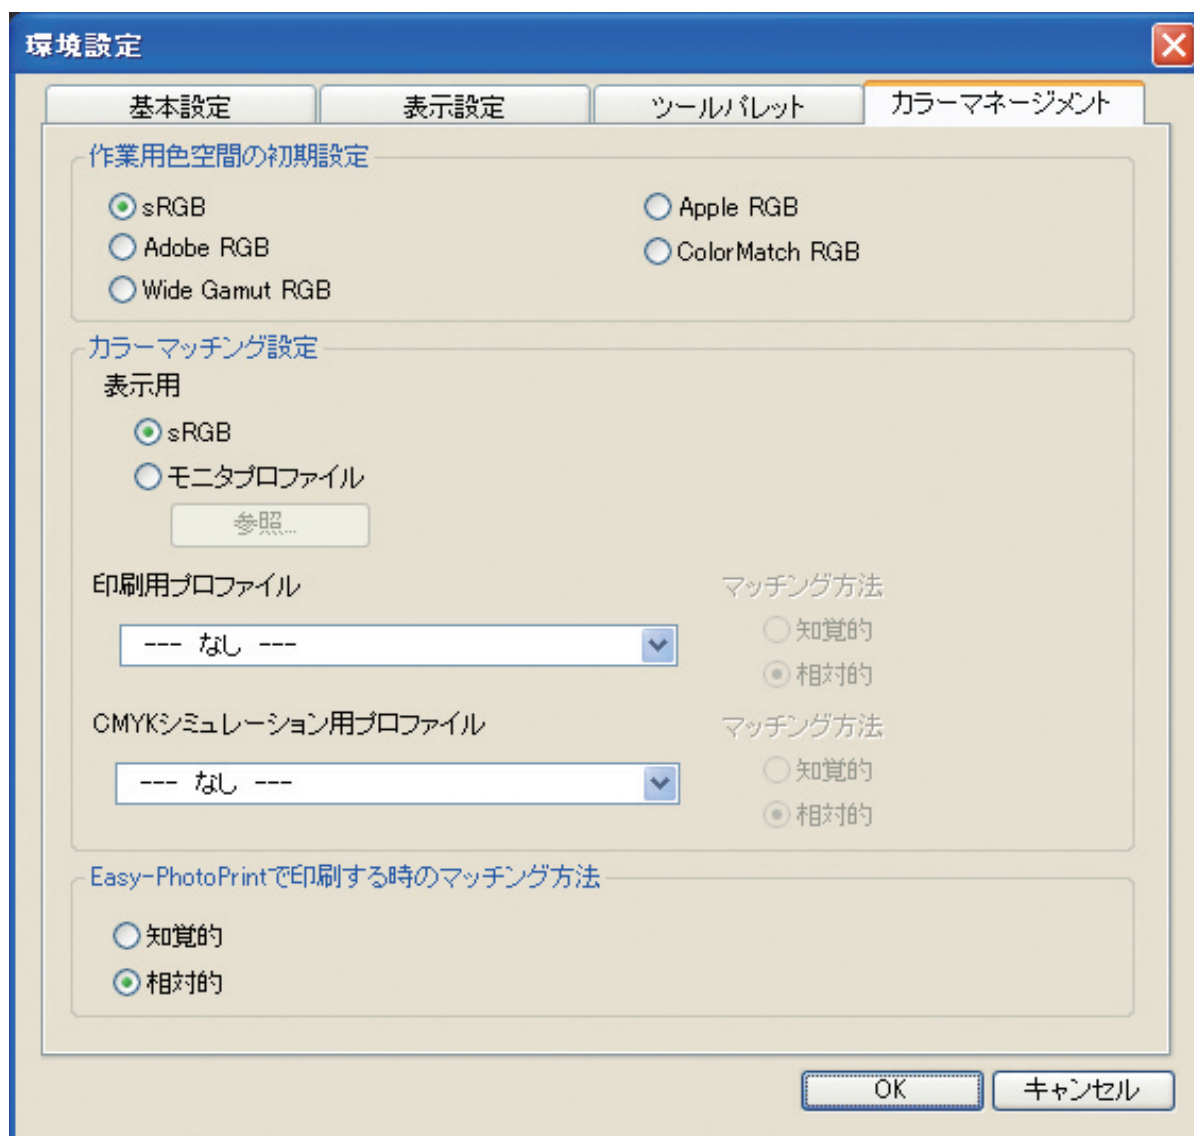 環境設定
基本設定 表示設定 ツールパレット カラーマネージメント
作業用色空間の初期設定
sRGB Apple RGB
Adobe RGB ColorMatch RGB
Wide Gamut RGB
カラーマッチング設定
表示用
sRGB
モニタプロファイル
参照...
印刷用プロファイル マッチング方法
--- なし --- 知覚的
相対的
CMYKシミュレーション用プロファイル マッチング方法
--- なし --- 知覚的
相対的
Easy-PhotoPrintで印刷する時のマッチング方法
知覚的
相対的
OK キャンセル